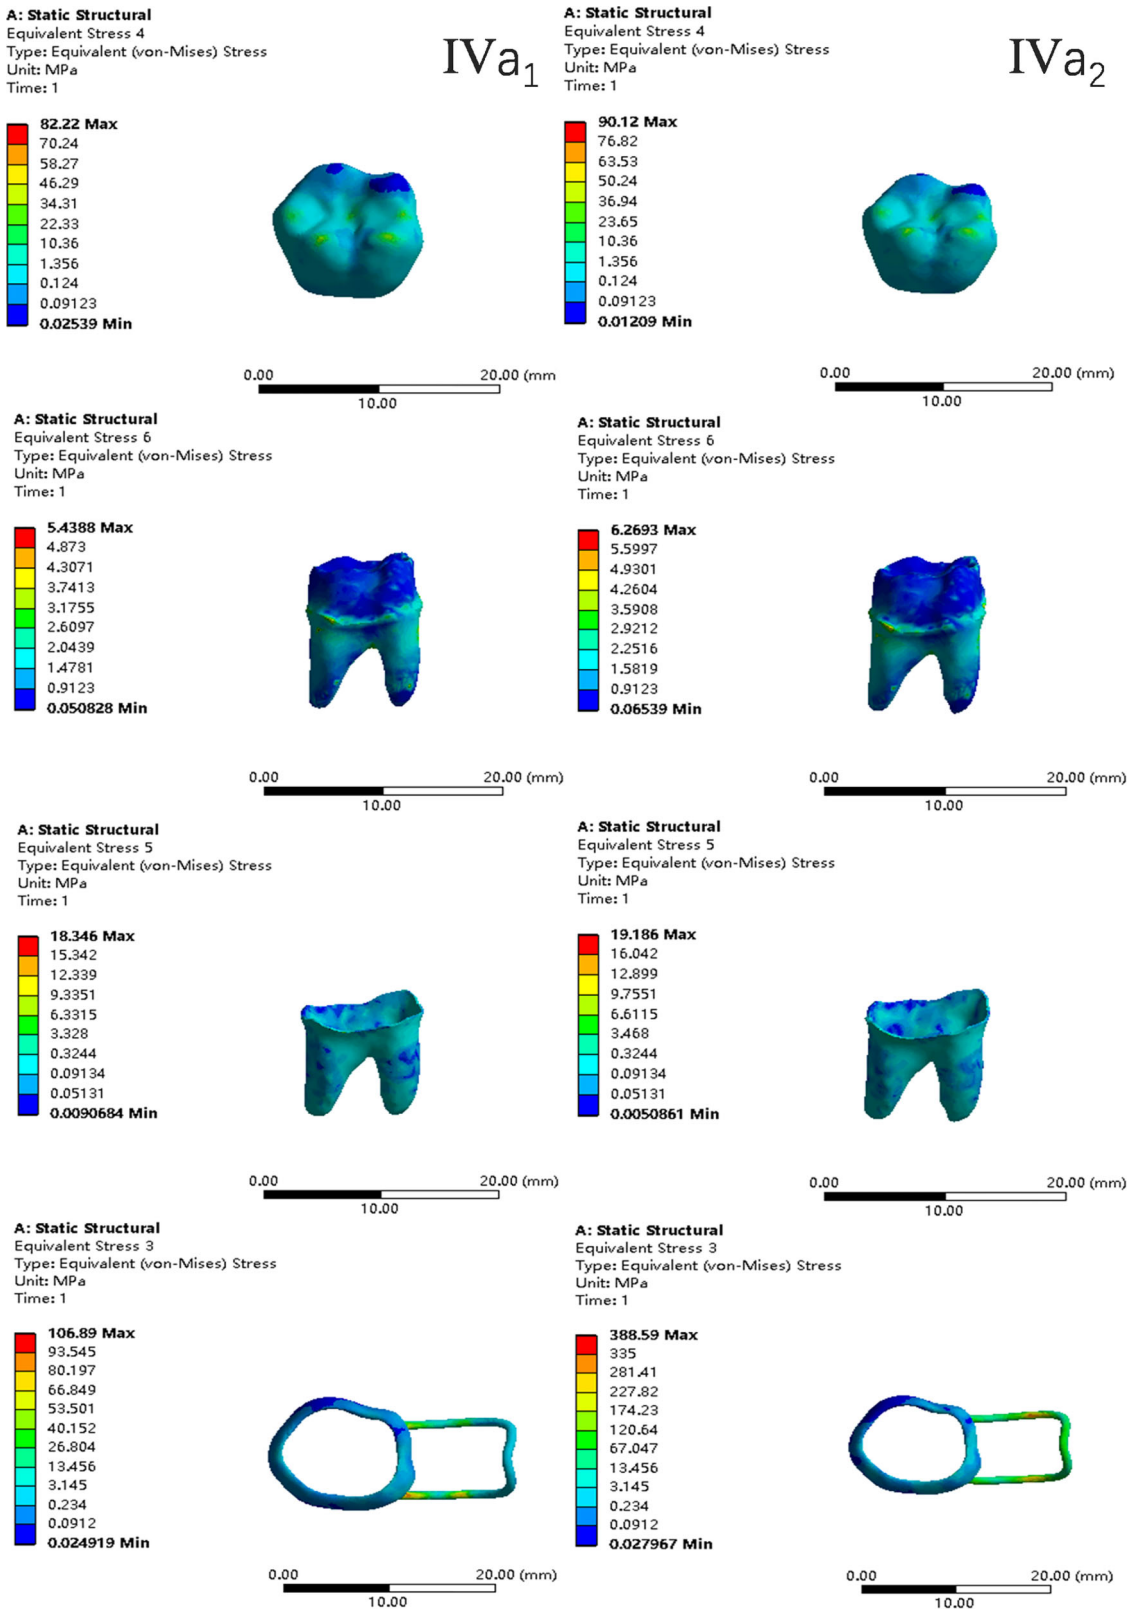 A: Static Structural
Equivalent Stress 4
Type: Equivalent (von-Mises) Stress
Unit: MPa
Time: 1
IVa1
82.22 Max
70.24
58.27
46.29
34.31
22.33
10.36
1.356
0.124
0.09123
0.02539 Min
0.00
20.00 (mm
10.00
A: Static Structural
Equivalent Stress 4
Type: Equivalent (von-Mises) Stress
Unit: MPa
Time: 1
IVa2
90.12 Max
76.82
63.53
50.24
36.94
23.65
10.36
1.356
0.124
0.09123
0.01209 Min
0.00
20.00 (mm)
10.00
A: Static Structural
Equivalent Stress 6
Type: Equivalent (von-Mises) Stress
Unit: MPa
Time: 1
5.4388 Max
4.873
4.3071
3.7413
3.1755
2.6097
2.0439
1.4781
0.9123
0.050828 Min
0.00
20.00 (mm)
10.00
A: Static Structural
Equivalent Stress 6
Type: Equivalent (von-Mises) Stress
Unit: MPa
Time: 1
6.2693 Max
5.5997
4.9301
4.2604
3.5908
2.9212
2.2516
1.5819
0.9123
0.06539 Min
0.00
20.00 (mm)
10.00
A: Static Structural
Equivalent Stress 5
Type: Equivalent (von-Mises) Stress
Unit: MPa
Time: 1
18.346 Max
15.342
12.339
9.3351
6.3315
3.328
0.3244
0.09134
0.05131
0.0090684 Min
0.00
20.00 (mm)
10.00
A: Static Structural
Equivalent Stress 5
Type: Equivalent (von-Mises) Stress
Unit: MPa
Time: 1
19.186 Max
16.042
12.899
9.7551
6.6115
3.468
0.3244
0.09134
0.05131
0.0050861 Min
0.00
20.00 (mm)
10.00
A: Static Structural
Equivalent Stress 3
Type: Equivalent (von-Mises) Stress
Unit: MPa
Time: 1
106.89 Max
93.545
80.197
66.849
53.501
40.152
26.804
13.456
3.145
0.234
0.0912
0.024919 Min
0.00
20.00 (mm)
10.00
A: Static Structural
Equivalent Stress 3
Type: Equivalent (von-Mises) Stress
Unit: MPa
Time: 1
388.59 Max
335
281.41
227.82
174.23
120.64
67.047
13.456
3.145
0.234
0.0912
0.027967 Min
0.00
20.00 (mm)
10.00